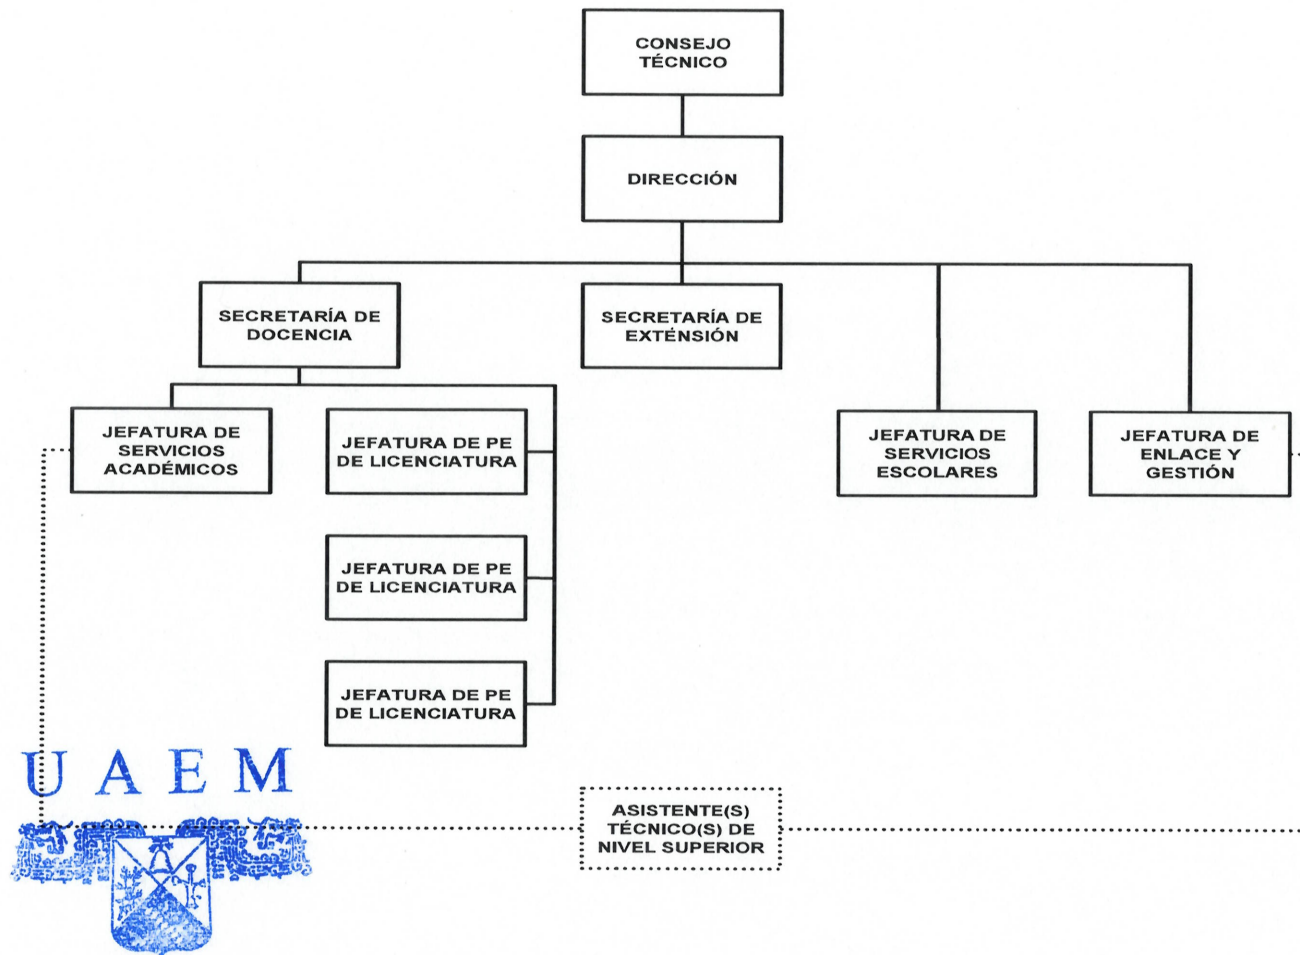 CONSEJO
TÉCNICO
DIRECCIÓN
SECRETARÍA DE
DOCENCIA
SECRETARÍA DE
EXTENSIÓN
JEFATURA DE
SERVICIOS
ACADÉMICOS
JEFATURA DE PE
DE LICENCIATURA
JEFATURA DE SERVICIOS
ESCOLARES
JEFATURA DE
ENLACE Y
GESTIÓN
JEFATURA DE PE
DE LICENCIATURA
JEFATURA DE PE
DE LICENCIATURA
U A E M
ASISTENTE(S)
TÉCNICO(S) DE
NIVEL SUPERIOR